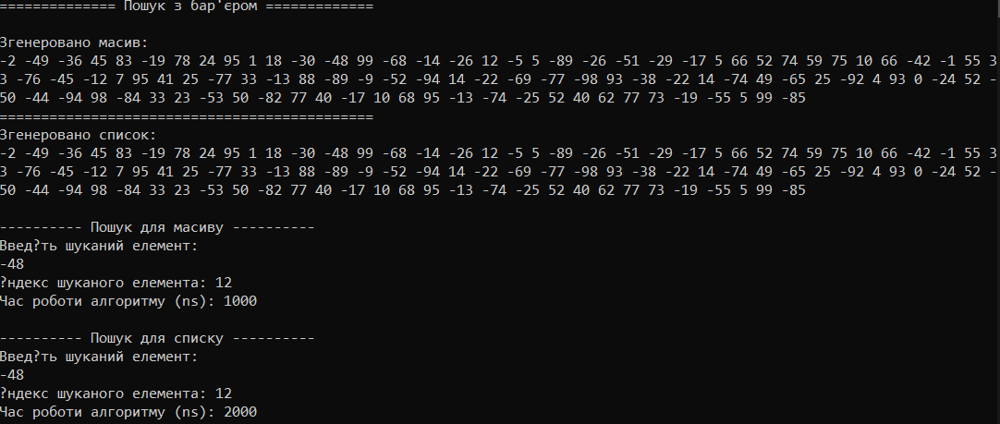 ============== Пошук з бар'єром =============
Згенеровано масив:
-2 -49 -36 45 83 -19 78 24 95 1 18 -30 -48 99 -68 -14 -26 12 -5 5 -89 -26 -51 -29 -17 5 66 52 74 59 75 10 66 -42 -1 55 3
3 -76 -45 -12 7 95 41 25 -77 33 -13 88 -89 -9 -52 -94 14 -22 -69 -77 -98 93 -38 -22 14 -74 49 -65 25 -92 4 93 0 -24 52 -
50 -44 -94 98 -84 33 23 -53 50 -82 77 40 -17 10 68 95 -13 -74 -25 52 40 62 77 73 -19 -55 5 99 -85
=============================================
Згенеровано список:
-2 -49 -36 45 83 -19 78 24 95 1 18 -30 -48 99 -68 -14 -26 12 -5 5 -89 -26 -51 -29 -17 5 66 52 74 59 75 10 66 -42 -1 55 3
3 -76 -45 -12 7 95 41 25 -77 33 -13 88 -89 -9 -52 -94 14 -22 -69 -77 -98 93 -38 -22 14 -74 49 -65 25 -92 4 93 0 -24 52 -
50 -44 -94 98 -84 33 23 -53 50 -82 77 40 -17 10 68 95 -13 -74 -25 52 40 62 77 73 -19 -55 5 99 -85
---------- Пошук для масиву ----------
Введ?ть шуканий елемент:
-48
?ндекс шуканого елемента: 12
Час роботи алгоритму (ns): 1000
---------- Пошук для списку ----------
Введ?ть шуканий елемент:
-48
?ндекс шуканого елемента: 12
Час роботи алгоритму (ns): 2000